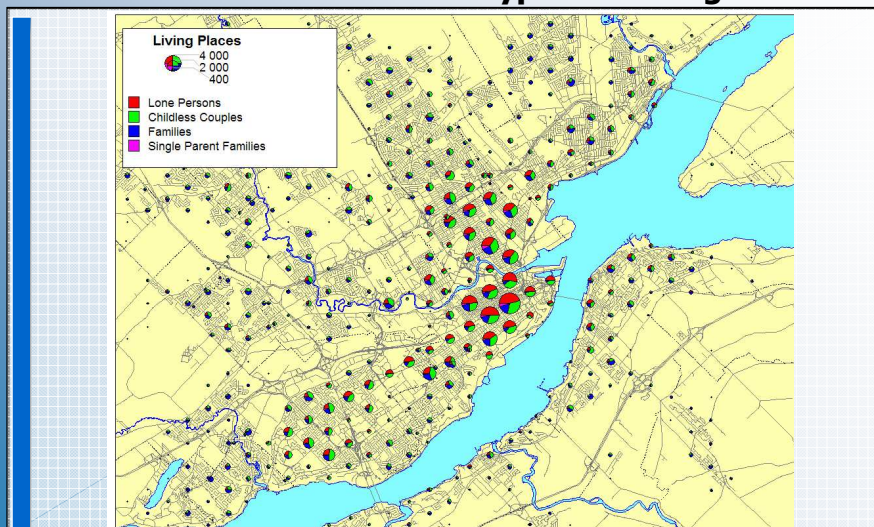 Living Places
4 000
2 000
400
Lone Persons
Childless Couples
Families
Single Parent Families